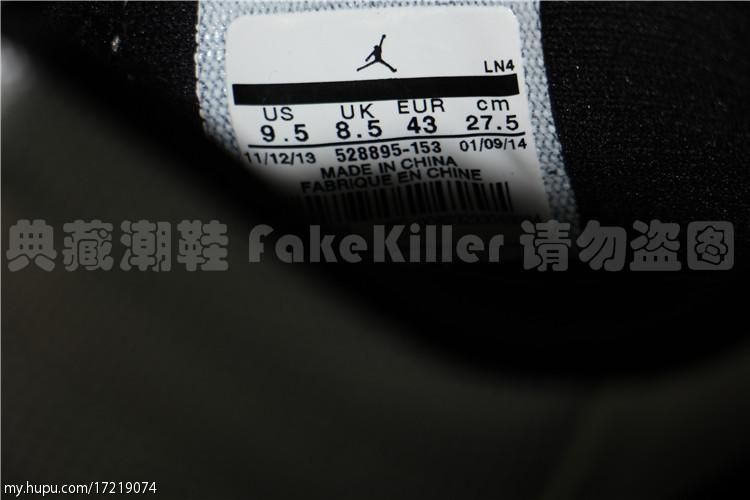 LN4
US UK EUR cm
9.5 8.5 43 27.5
11/12/13 528895-153 01/09/14
MADE IN CHINA
FABRIQUE EN CHINE
典藏潮鞋 FakeKiller 请勿盗图
my.hupu.com/17219074